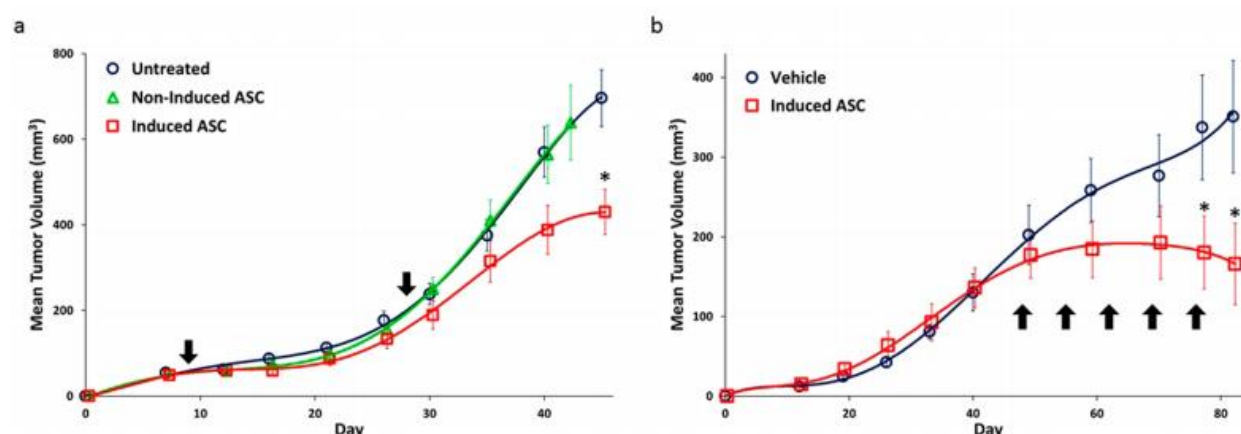 a
Mean Tumor Volume (mm³)
800
600
400
200
0
0
10
20
30
40
Day
Untreated
Non-Induced ASC
Induced ASC
*
b
Mean Tumor Volume (mm³)
400
300
200
100
0
0
20
40
60
80
Day
Vehicle
Induced ASC
*
*